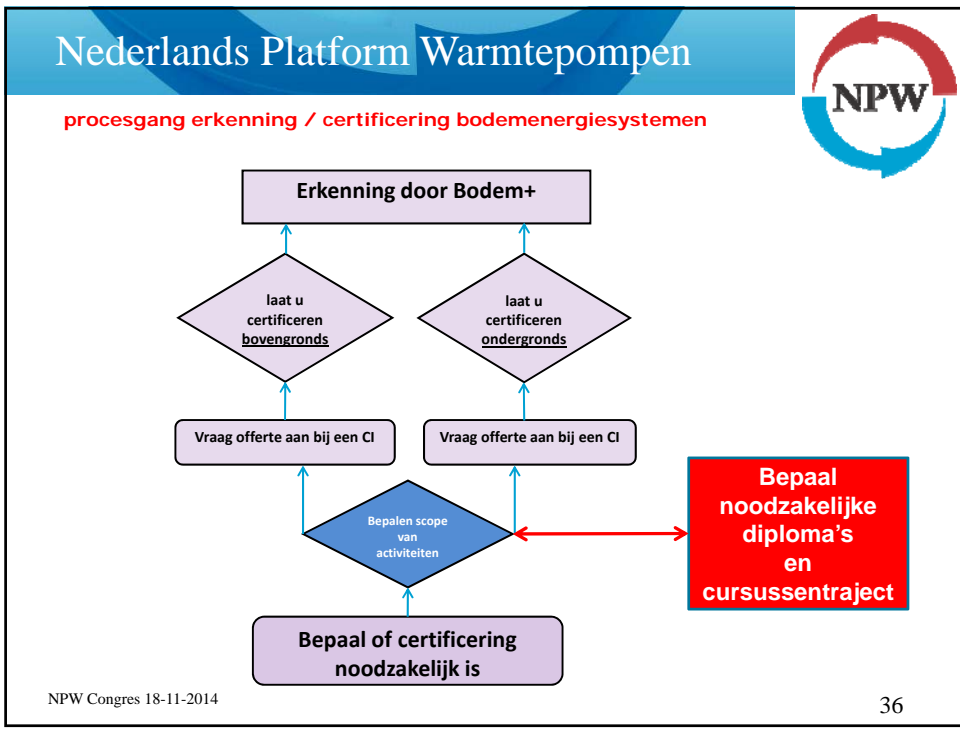 Nederlands Platform Warmtepompen
NPW
procesgang erkenning / certificering bodemenergiesystemen
Erkenning door Bodem+
laat u
certificeren
bovengronds
laat u
certificeren
ondergronds
Vraag offerte aan bij een CI
Vraag offerte aan bij een CI
Bepalen scope
van
activiteiten
Bepaal
noodzakelijke
diploma's
en
cursussentraject
Bepaal of certificering
noodzakelijk is
NPW Congres 18-11-2014
36